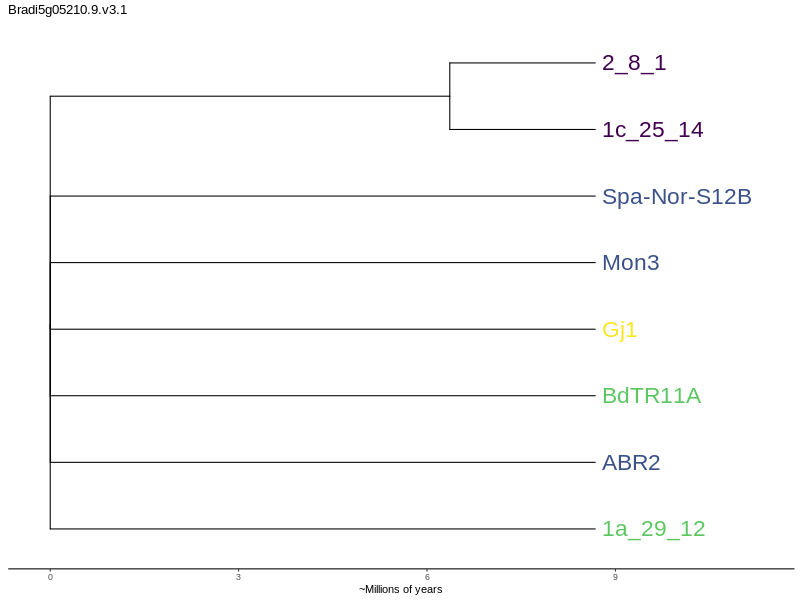 Bradi5g05210.9.v3.1
2_8_1
1c_25_14
Spa-Nor-S12B
Mon3
Gj1
BdTR11A
ABR2
1a_29_12
0 3 6 9
~Millions of years